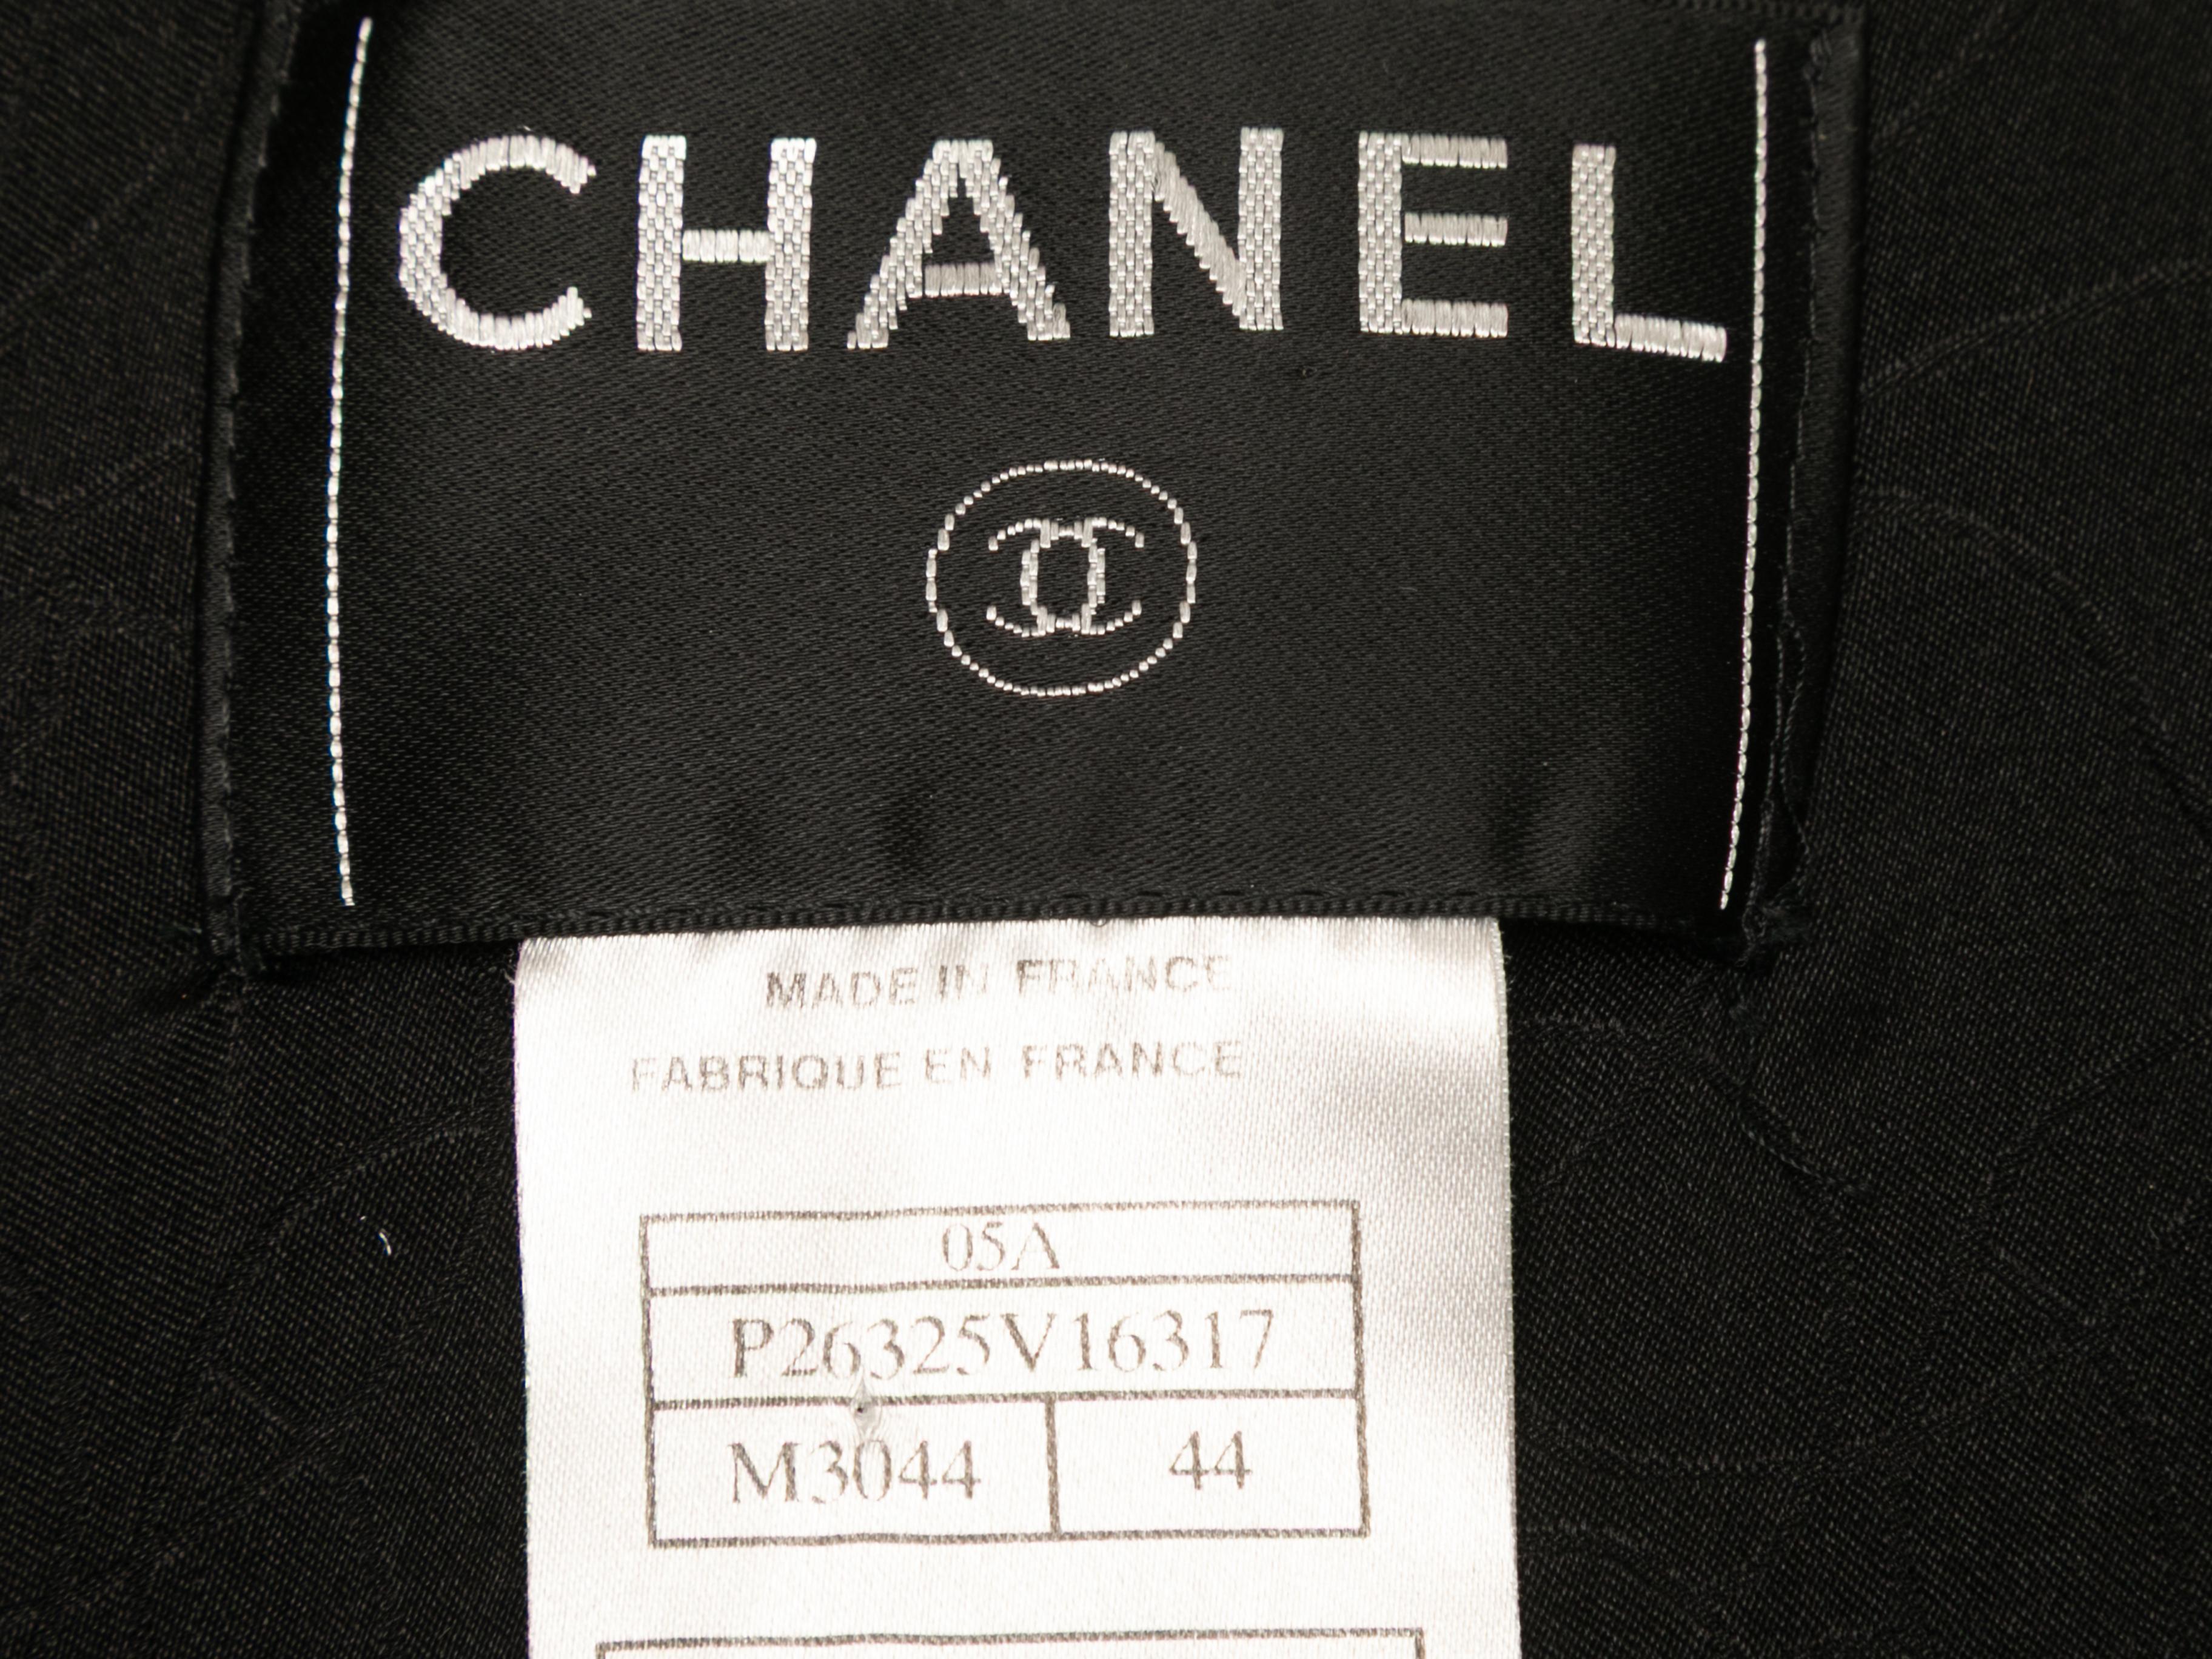 CHANEL
MADE IN FRANCE
FABRIQUE EN FRANCE
05A
P26325V16317
M3044 44